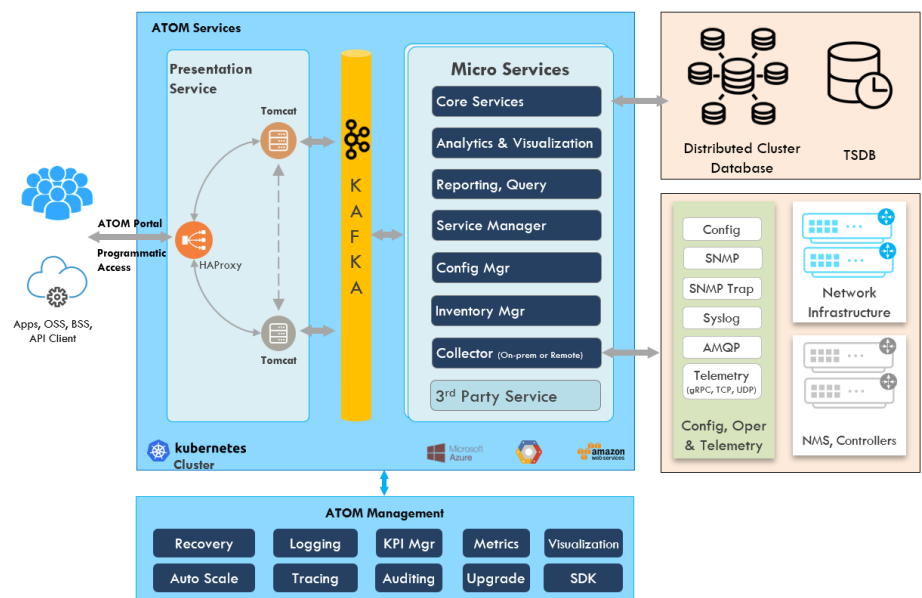 ATOM Services
Presentation
Service
Tomcat
HAProxy
Tomcat
K
A
F
K
A
Micro Services
Core Services
Analytics & Visualization
Reporting, Query
Service Manager
Config Mgr
Inventory Mgr
Collector (On-prem or Remote)
3rd Party Service
kubernetes
Cluster
Microsoft
Azure
amazon
webservices
ATOM Portal
Programmatic
Access
Apps, OSS, BSS,
API Client
Distributed Cluster
Database
TSDB
Config
SNMP
SNMP Trap
Syslog
AMQP
Telemetry
(gRPC, TCP, UDP)
Config, Oper
& Telemetry
Network
Infrastructure
NMS, Controllers
ATOM Management
Recovery
Logging
KPI Mgr
Metrics
Visualization
Auto Scale
Tracing
Auditing
Upgrade
SDK